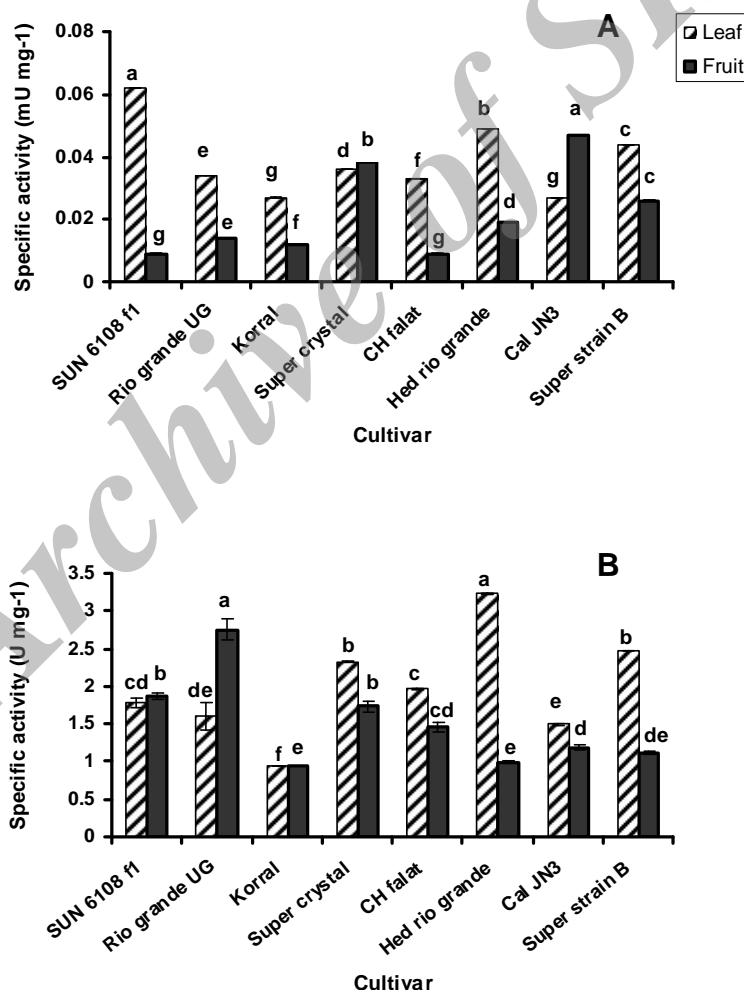 A
Leaf
Fruit
Specific activity (mU mg-1)
0.08
0.06
0.04
0.02
0
a g e e g f d b f g b d g a c c
SUN 6108 f1
Rio grande UG
Korral
Super crystal
CH falat
Hed rio grande
Cal JN3
Super strain B
Cultivar
B
Specific activity (U mg-1)
3.5
3
2.5
2
1.5
1
0.5
0
cd b de a f e b b c cd a e e d b de
SUN 6108 f1
Rio grande UG
Korral
Super crystal
CH falat
Hed rio grande
Cal JN3
Super strain B
Cultivar